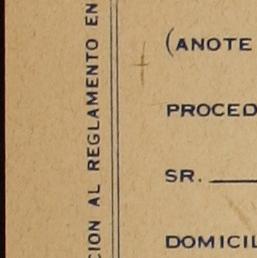 CION AL REGLAMENTO EN
(ANOTE
PROCED
SR.
DOMICIL